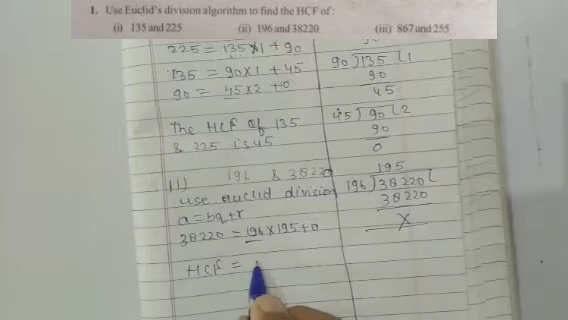 1. Use Euclid's division algorithm to find the HCF of:
(i) 135 and 225 (ii) 196 and 38220 (iii) 867 and 255
225 = 135×1 + 90
135 = 90×1 + 45
90 = 45×2 + 0
The HCF of 135
& 225 is 45
90)135(1
90
45
45)90(2
90
0
ii) 196 & 38220
use euclid division
a=bq+r
38220 = 196×195+0
HCF =
195
196)38220(
38220
X